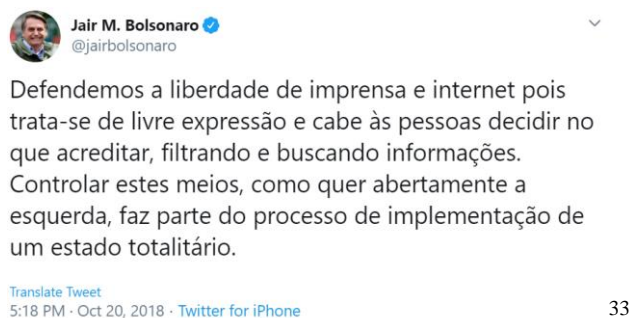 Jair M. Bolsonaro
@jairbolsonaro
Defendemos a liberdade de imprensa e internet pois
trata-se de livre expressão e cabe às pessoas decidir no
que acreditar, filtrando e buscando informações.
Controlar estes meios, como quer abertamente a
esquerda, faz parte do processo de implementação de
um estado totalitário.
Translate Tweet
5:18 PM · Oct 20, 2018 · Twitter for iPhone 33